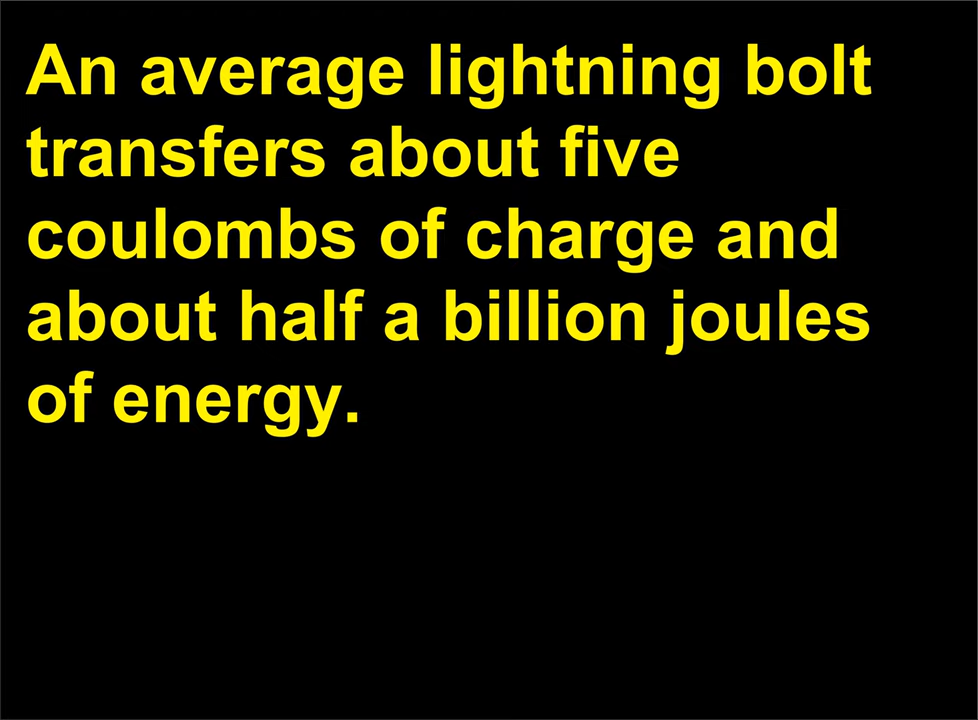 An average lightning bolt
transfers about five
coulombs of charge and
about half a billion joules
of energy.